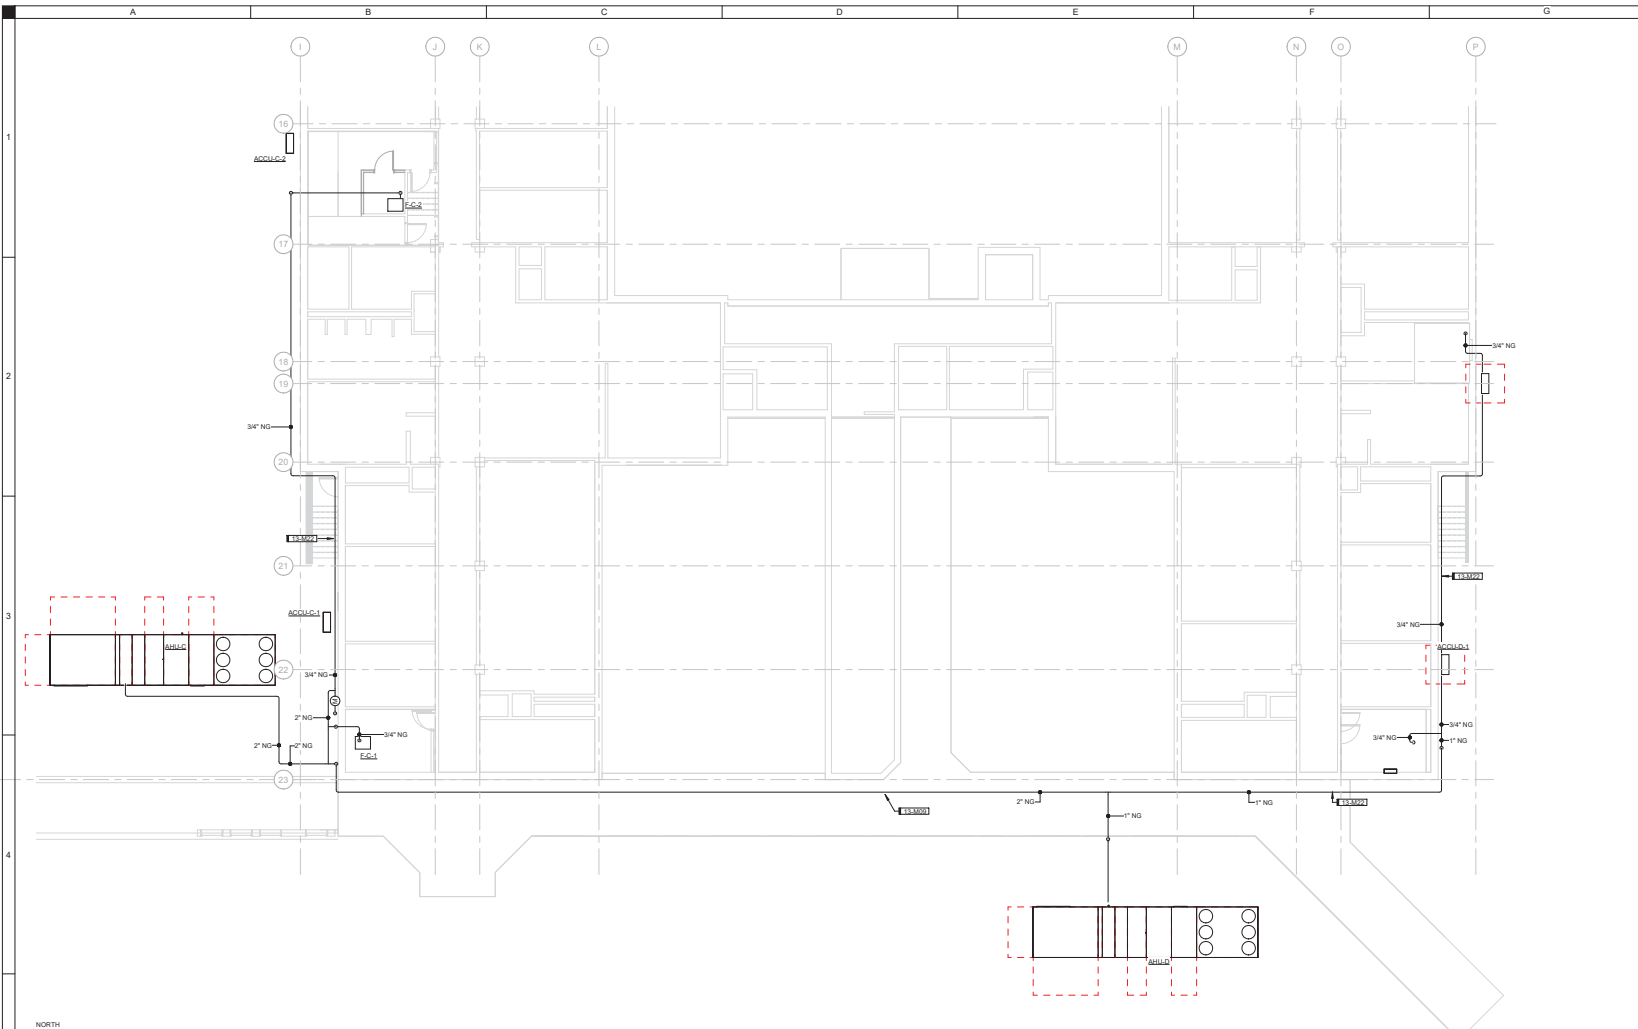 A B C D E F G
I J K L M N O P
1
16
ACCU-C-2
F-C-2
17
3/4" NG
18
2
19
3/4" NG
20
13-M22
21
13-M22
3
ACCU-C-1
3/4" NG
AHU-C
ACCU-D-1
22
3/4" NG
M
2" NG
3/4" NG
3/4" NG
3/4" NG
2" NG
2" NG
1" NG
F-C-1
23
2" NG
1" NG
13-M22
13-M09
1" NG
4
AHU-D
NORTH